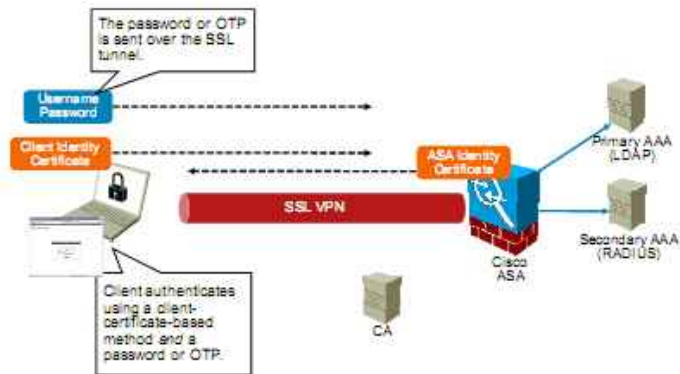 The password or OTP
is sent over the SSL
tunnel.
Username
Password
Client Identity
Certificate
ASA Identity
Certificate
Primary AAA
(LDAP)
SSL VPN
Secondary AAA
(RADIUS)
Cisco
ASA
Client authenticates
using a client-
certificate-based
method and a
password or OTP.
CA